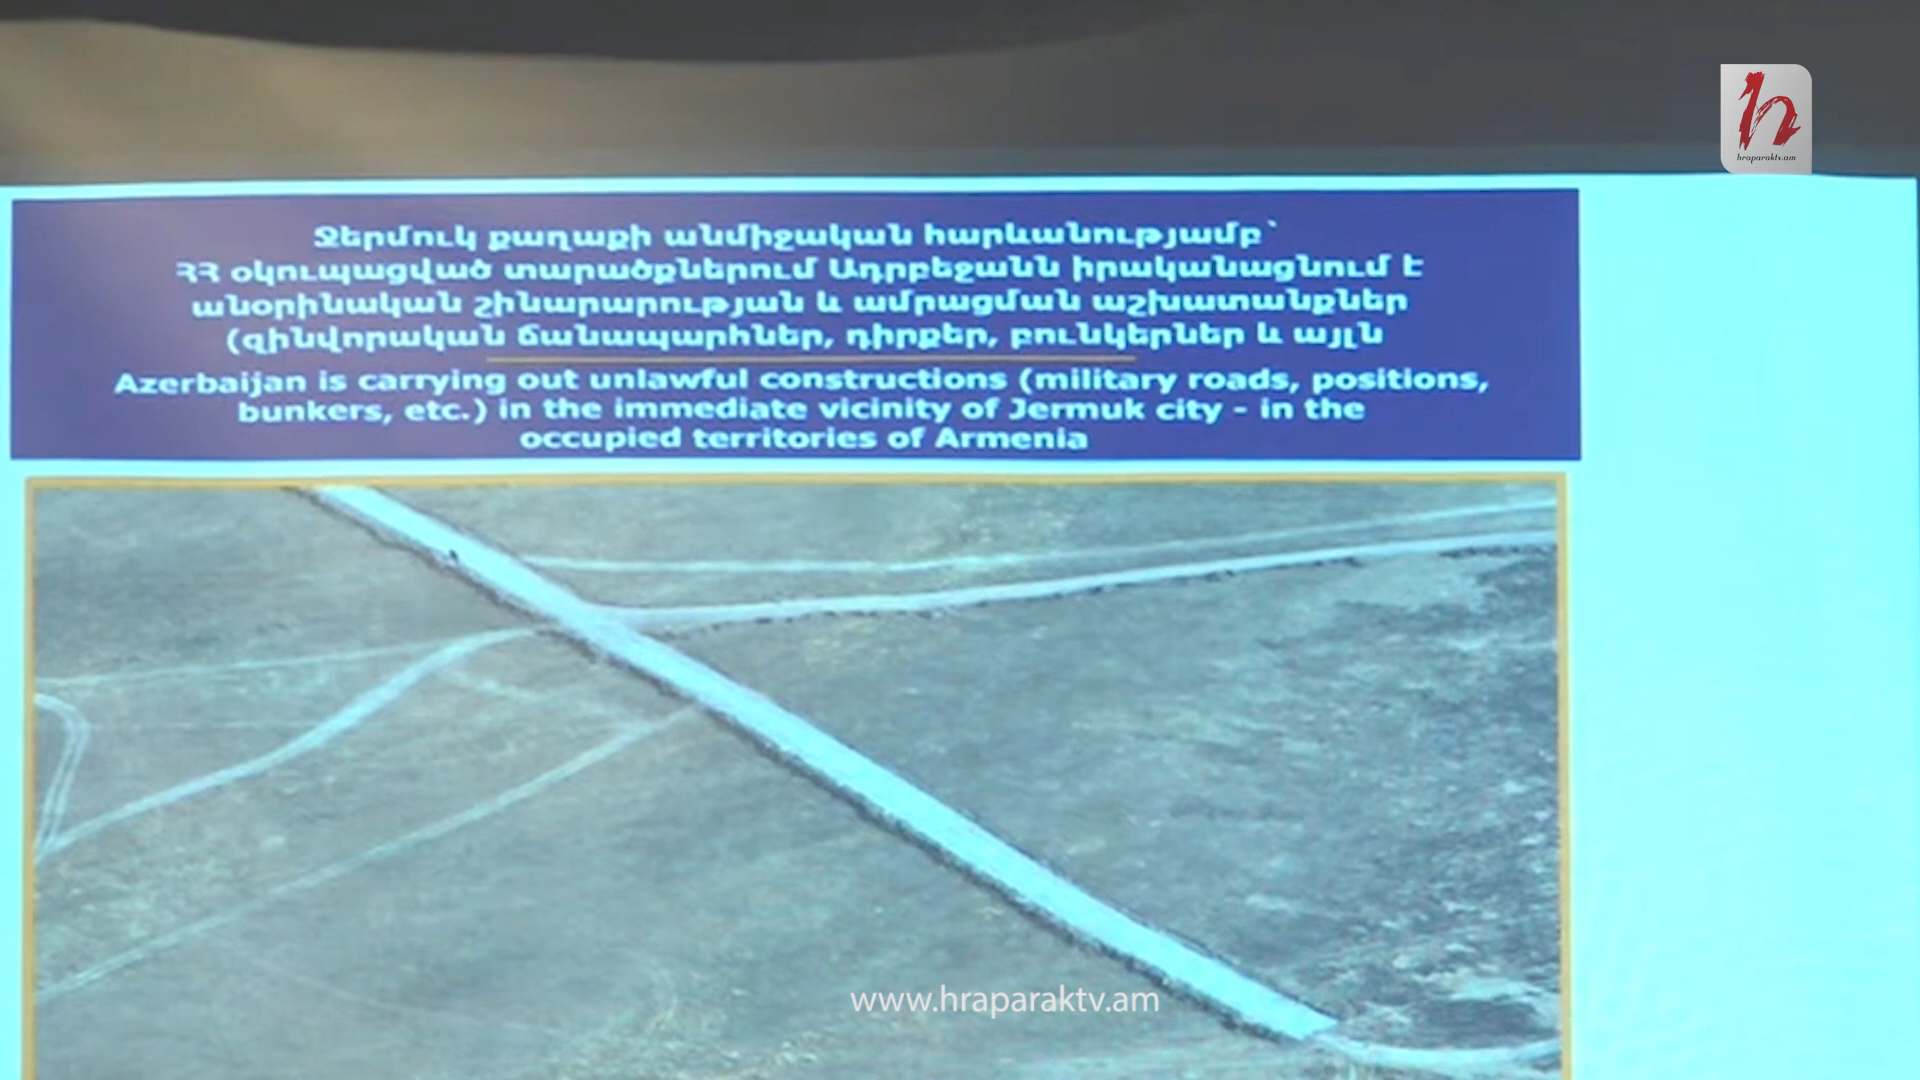 hraparaktv.am
Ջերմուկ քաղաքի անմիջական հարևանությամբ՝
ՀՀ օկուպացված տարածքներում Ադրբեջանն իրականացնում է
անօրինական շինարարության և ամրացման աշխատանքներ
(զինվորական ճանապարհներ, դիրքեր, բունկերներ և այլն
Azerbaijan is carrying out unlawful constructions (military roads, positions,
bunkers, etc.) in the immediate vicinity of Jermuk city - in the
occupied territories of Armenia
www.hraparaktv.am